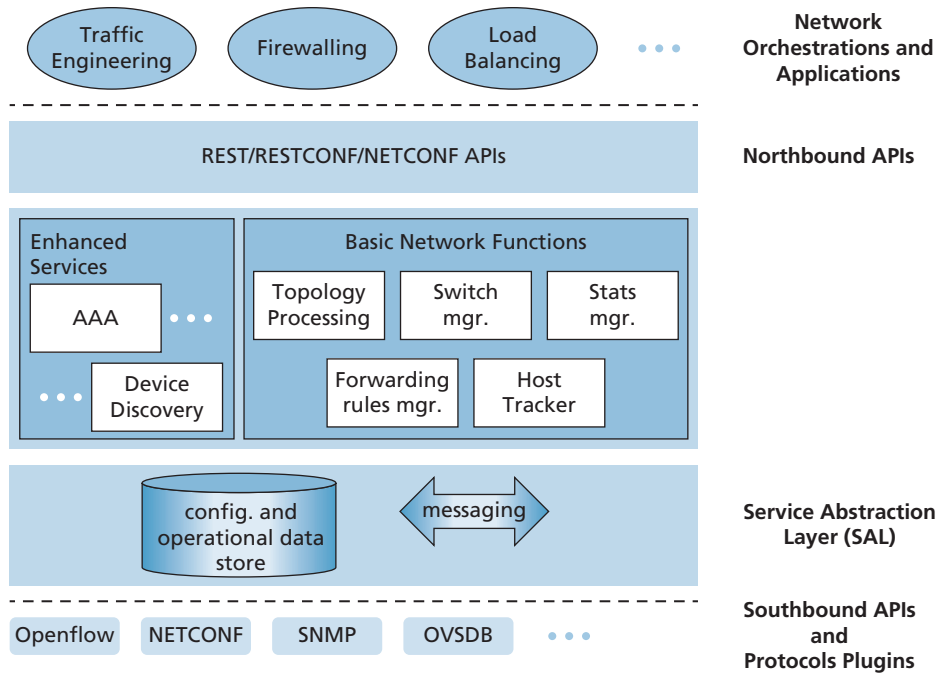 Traffic
Engineering
Firewalling
Load
Balancing
Network
Orchestrations and
Applications
REST/RESTCONF/NETCONF APIs
Northbound APIs
Enhanced
Services
AAA
Device
Discovery
Basic Network Functions
Topology
Processing
Switch
mgr.
Stats
mgr.
Forwarding
rules mgr.
Host
Tracker
config. and
operational data
store
messaging
Service Abstraction
Layer (SAL)
Openflow
NETCONF
SNMP
OVSDB
Southbound APIs
and
Protocols Plugins